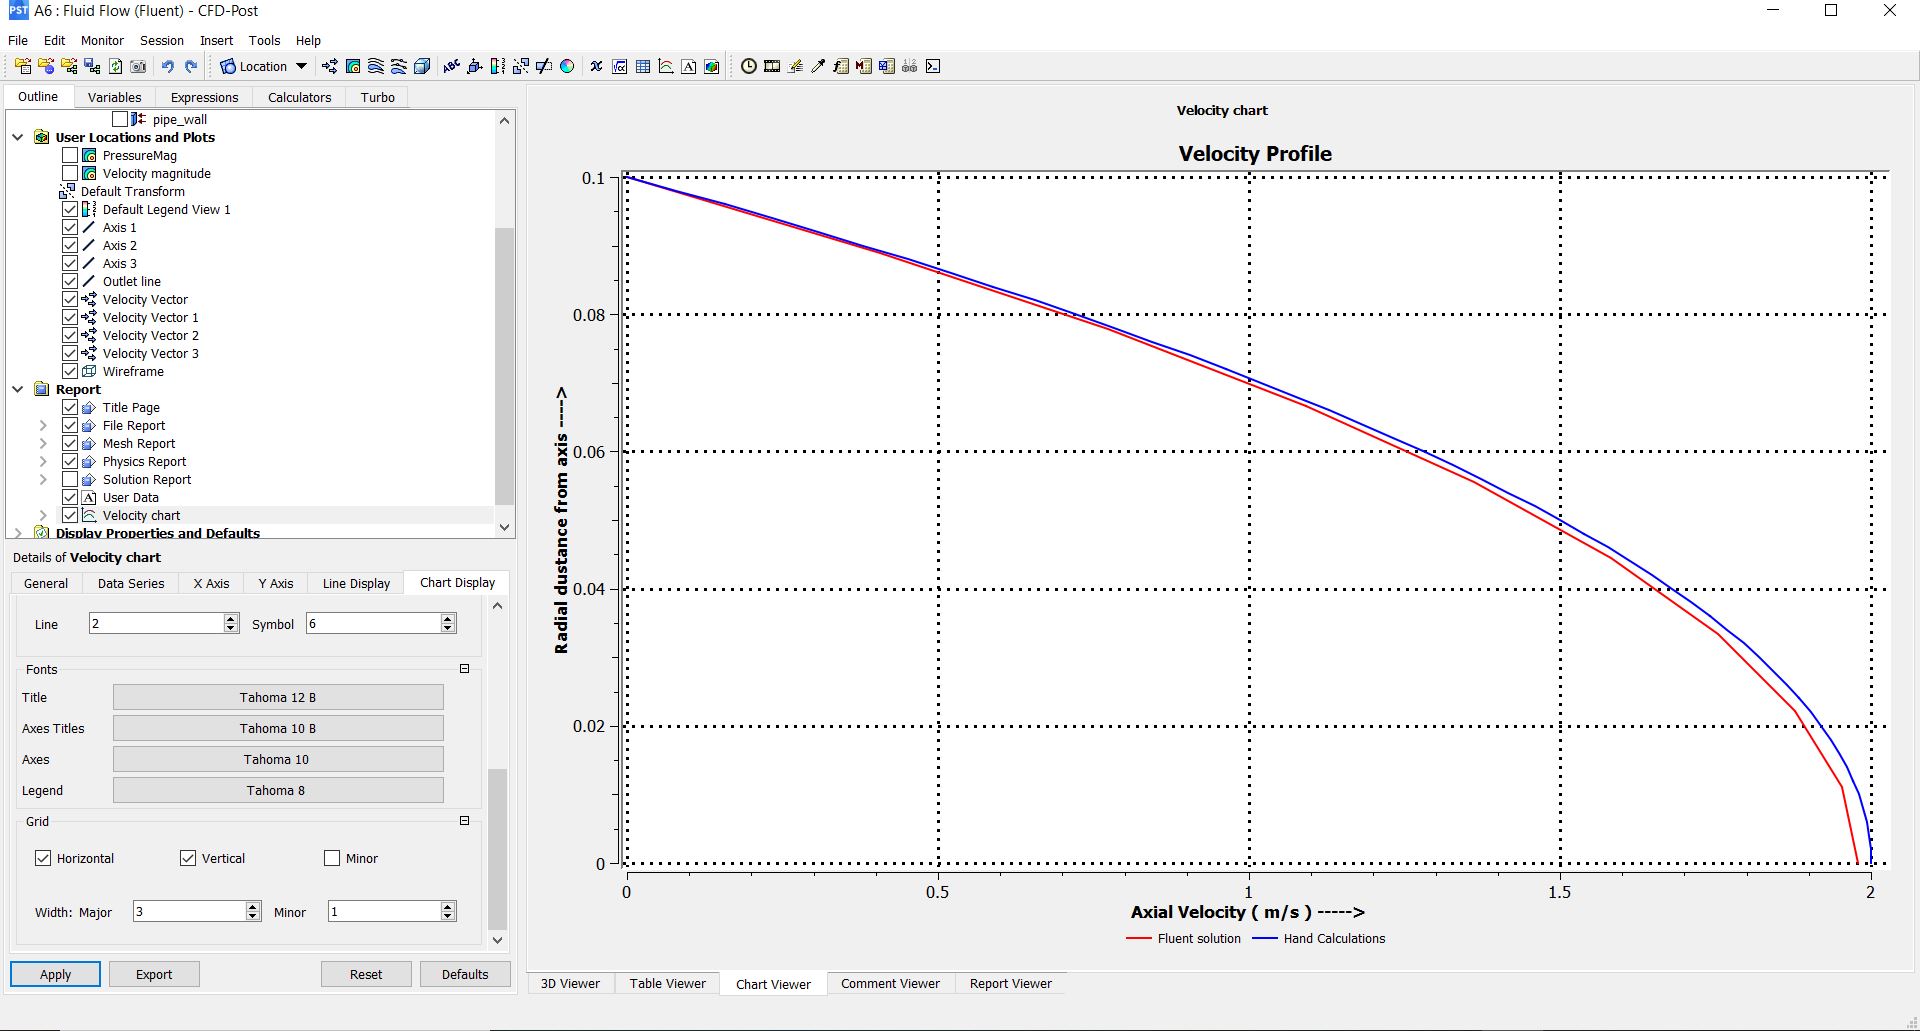 PST A6 : Fluid Flow (Fluent) - CFD-Post
File Edit Monitor Session Insert Tools Help
Location
Outline Variables Expressions Calculators Turbo
pipe_wall
User Locations and Plots
PressureMag
Velocity magnitude
Default Transform
Default Legend View 1
Axis 1
Axis 2
Axis 3
Outlet line
Velocity Vector
Velocity Vector 1
Velocity Vector 2
Velocity Vector 3
Wireframe
Report
Title Page
File Report
Mesh Report
Physics Report
Solution Report
User Data
Velocity chart
Display Properties and Defaults
Details of Velocity chart
General Data Series X Axis Y Axis Line Display Chart Display
Line 2 Symbol 6
Fonts
Title Tahoma 12 B
Axes Titles Tahoma 10 B
Axes Tahoma 10
Legend Tahoma 8
Grid
Horizontal Vertical Minor
Width: Major 3 Minor 1
Apply Export Reset Defaults
Velocity chart
Velocity Profile
0.1
0.08
0.06
0.04
0.02
0
Radial dustance from axis ---->
0 0.5 1 1.5 2
Axial Velocity ( m/s ) ----->
Fluent solution Hand Calculations
3D Viewer Table Viewer Chart Viewer Comment Viewer Report Viewer